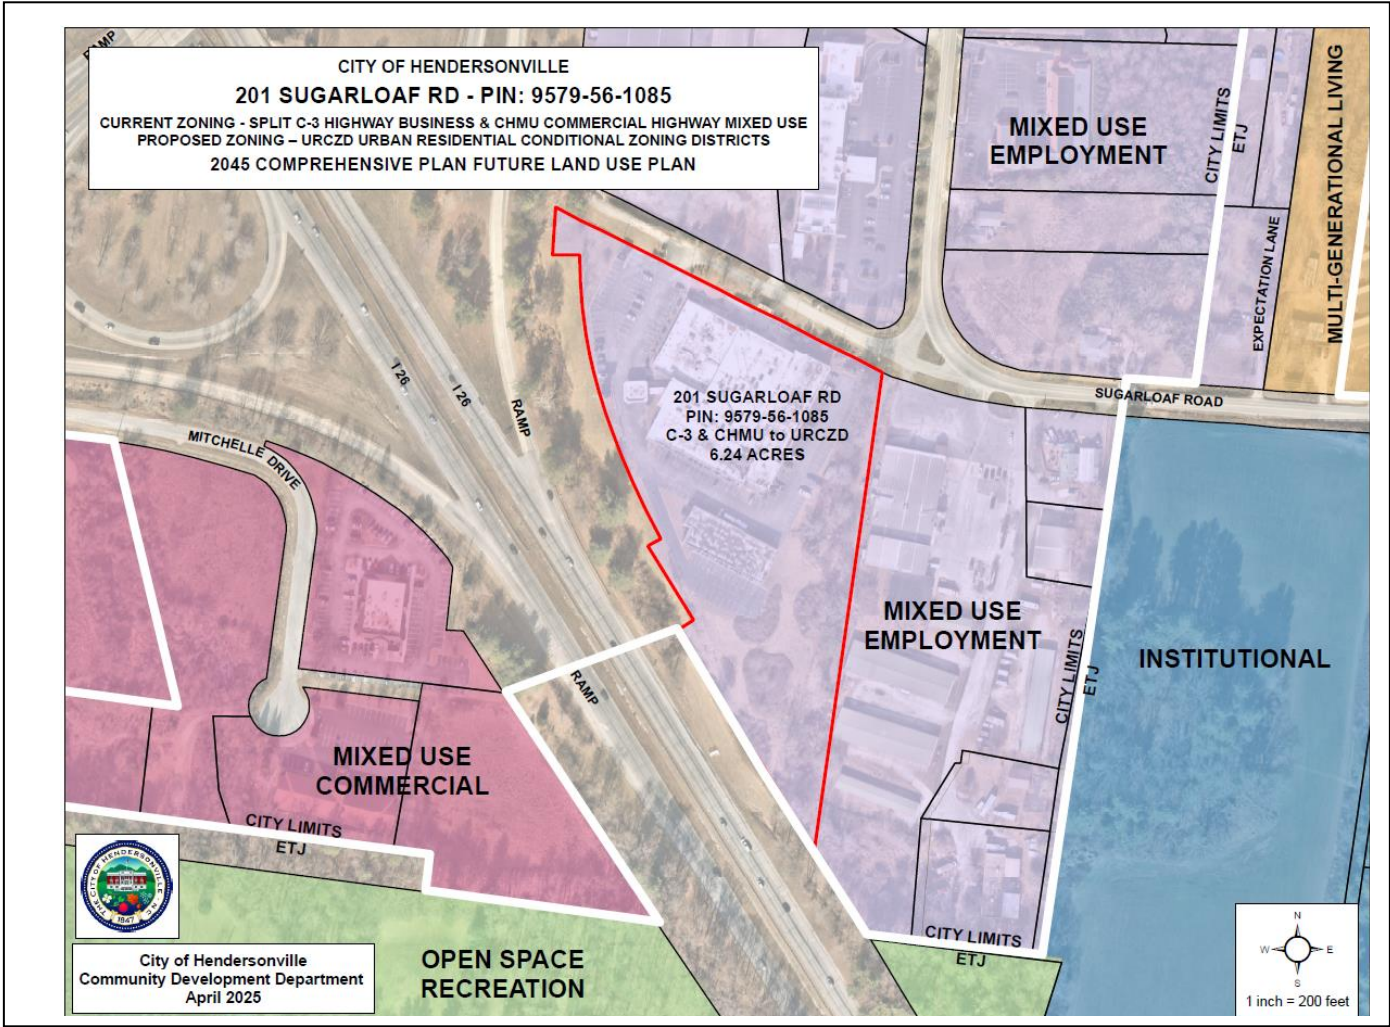 RAMP
CITY OF HENDERSONVILLE
201 SUGARLOAF RD - PIN: 9579-56-1085
CURRENT ZONING - SPLIT C-3 HIGHWAY BUSINESS & CHMU COMMERCIAL HIGHWAY MIXED USE
PROPOSED ZONING – URCZD URBAN RESIDENTIAL CONDITIONAL ZONING DISTRICTS
2045 COMPREHENSIVE PLAN FUTURE LAND USE PLAN
MIXED USE
EMPLOYMENT
CITY LIMITS
ETJ
MULTI-GENERATIONAL LIVING
EXPECTATION LANE
I 26
I 26
RAMP
201 SUGARLOAF RD
PIN: 9579-56-1085
C-3 & CHMU to URCZD
6.24 ACRES
SUGARLOAF ROAD
MITCHELLE DRIVE
MIXED USE
EMPLOYMENT
CITY LIMITS
ETJ
INSTITUTIONAL
RAMP
MIXED USE
COMMERCIAL
CITY LIMITS
ETJ
THE CITY OF HENDERSONVILLE, N.C.
1847
CITY LIMITS
ETJ
OPEN SPACE
RECREATION
City of Hendersonville
Community Development Department
April 2025
N
W E
S
1 inch = 200 feet